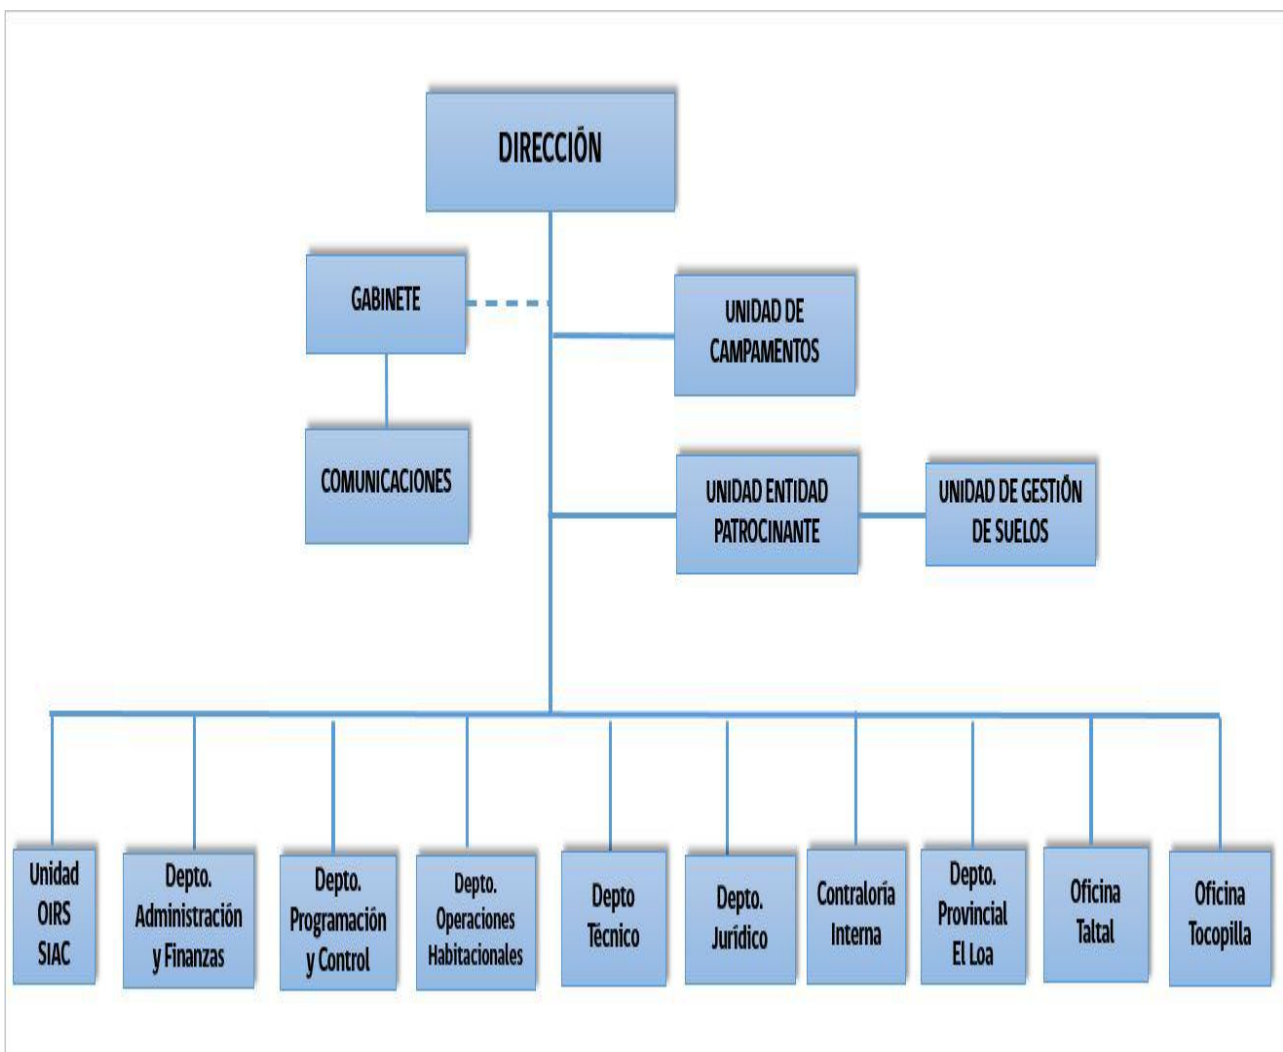 DIRECCIÓN
GABINETE
UNIDAD DE
CAMPAMENTOS
COMUNICACIONES
UNIDAD ENTIDAD
PATROCINANTE
UNIDAD DE GESTIÓN
DE SUELOS
Unidad
OIRS
SIAC
Depto.
Administración
y Finanzas
Depto.
Programación
y Control
Depto.
Operaciones
Habitacionales
Depto
Técnico
Depto.
Jurídico
Contraloría
Interna
Depto.
Provincial
El Loa
Oficina
Taltal
Oficina
Tocopilla